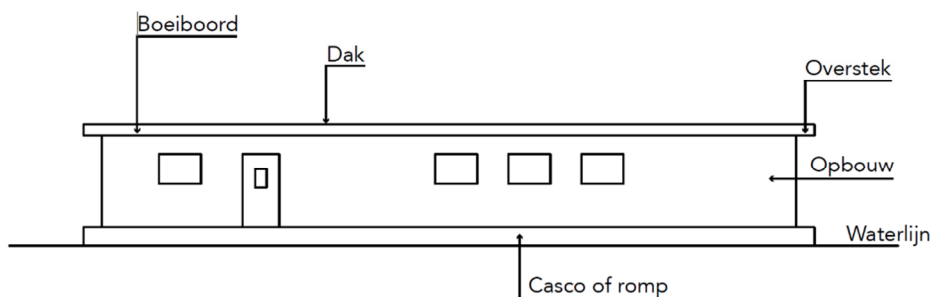 Boeiboord
Dak
Overstek
Opbouw
Waterlijn
Casco of romp